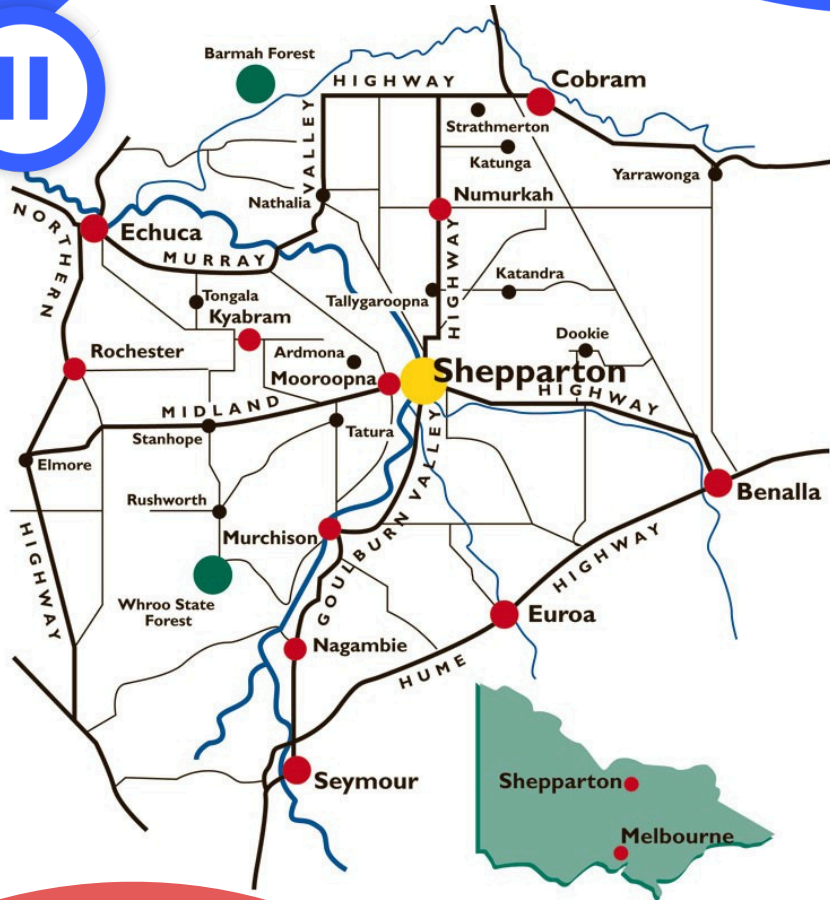 Barmah Forest
HIGHWAY
Cobram
VALLEY
Strathmerton
Katunga
Yarrawonga
Nathalia
Numurkah
NORTHERN
Echuca
MURRAY
HIGHWAY
Katandra
Tongala
Tallygaroopna
Kyabram
Dookie
Rochester
Ardmona
Shepparton
Mooroopna
HIGHWAY
MIDLAND
Stanhope
Tatura
Elmore
VALLEY
Benalla
Rushworth
HIGHWAY
Murchison
GOULBURN
HIGHWAY
Whroo State
Forest
Euroa
Nagambie
HUME
Seymour
Shepparton
Melbourne